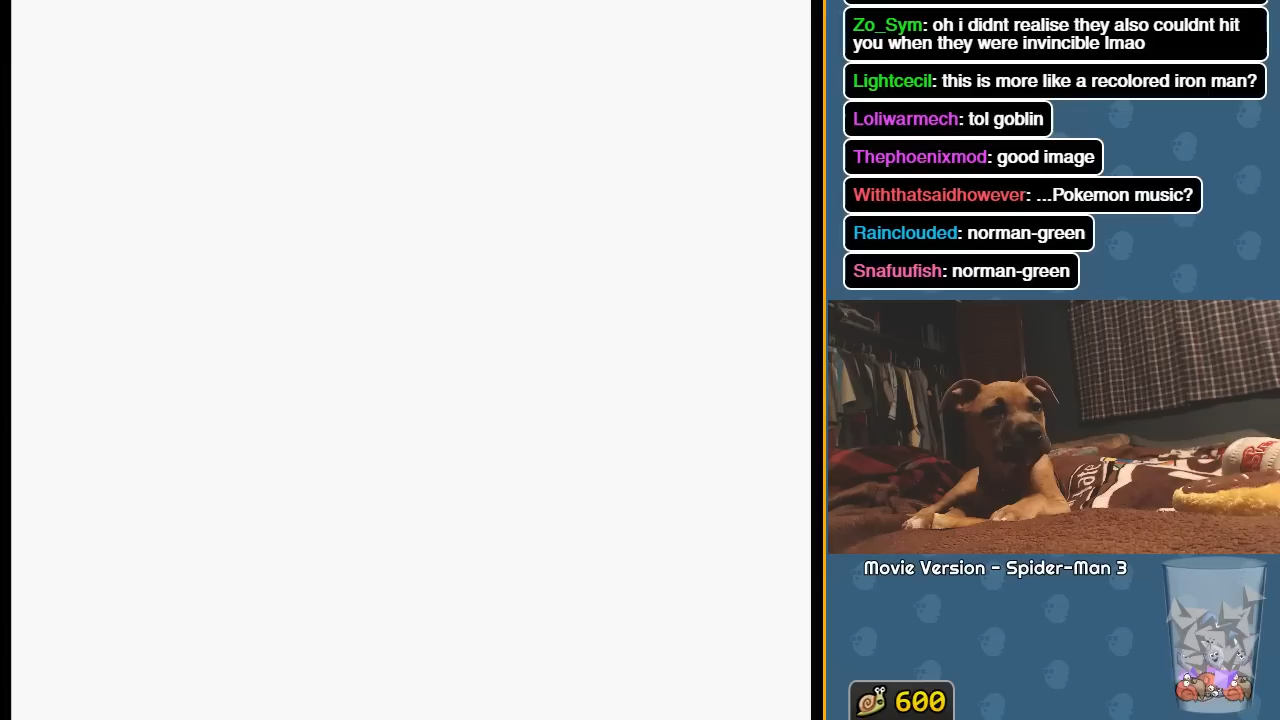 Zo_Sym: oh i didnt realise they also couldnt hit
you when they were invincible lmao
Lightcecil: this is more like a recolored iron man?
Loliwarmech: tol goblin
Thephoenixmod: good image
Withthatsaidhowever: ...Pokemon music?
Rainclouded: norman-green
Snafuufish: norman-green
Movie Version - Spider-Man 3
600